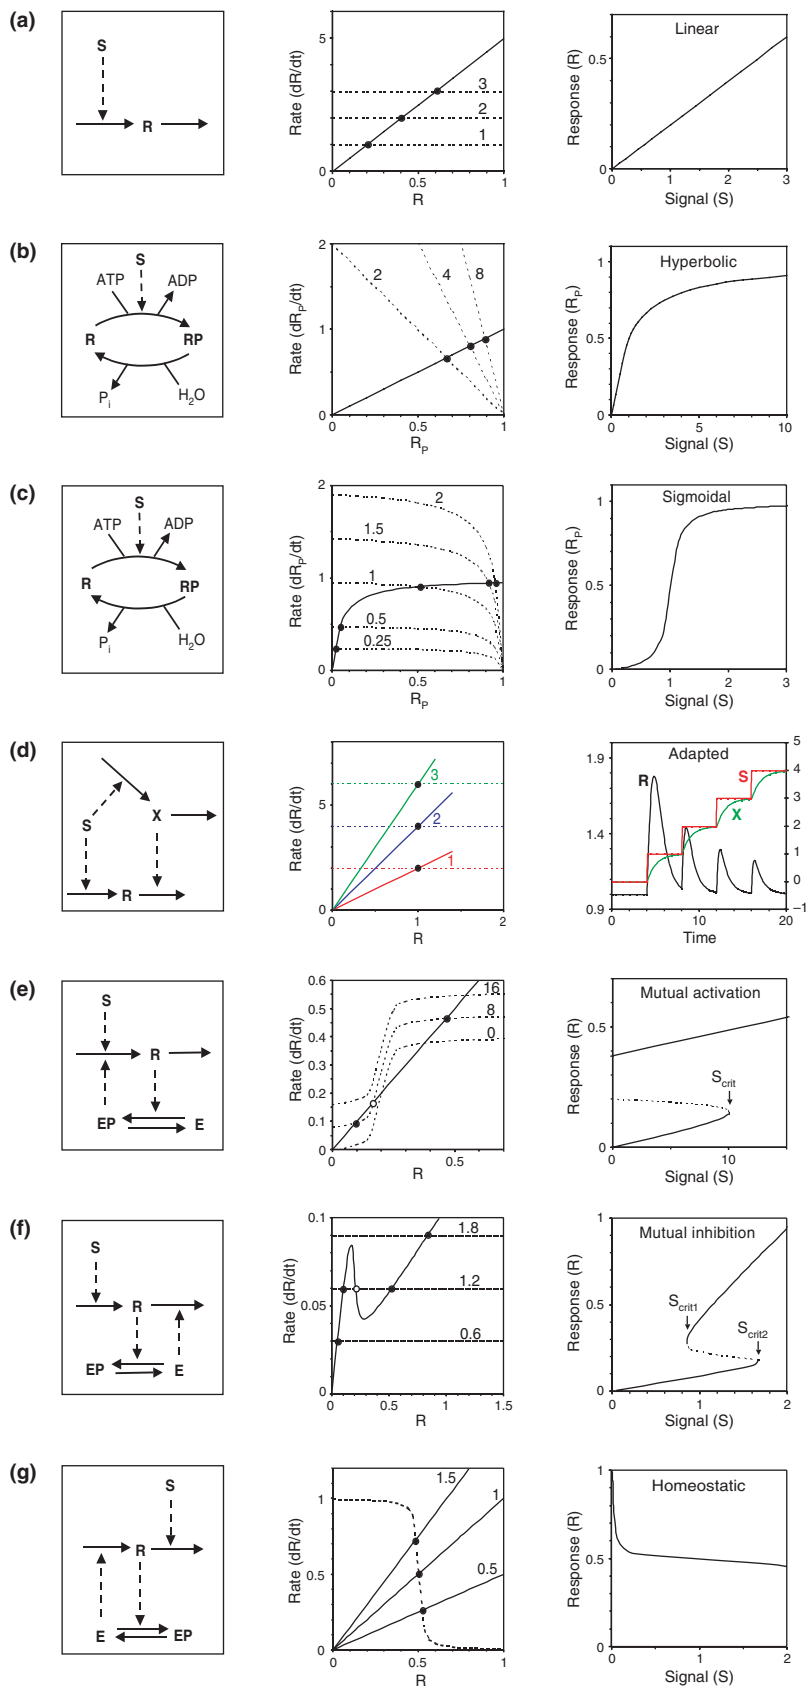 (a)
S
R
Rate (dR/dt)
5
0
3
2
1
0 0.5 1
R
Linear
Response (R)
0.5
0
0 1 2 3
Signal (S)
(b)
S
ATP ADP
R RP
Pi H2O
Rate (dRP/dt)
2
1
0
2 4 8
0 0.5 1
RP
Hyperbolic
Response (RP)
1
0.5
0
0 5 10
Signal (S)
(c)
S
ATP ADP
R RP
Pi H2O
Rate (dRP/dt)
2
1
0
2
1.5
1
0.5
0.25
0 0.5 1
RP
Sigmoidal
Response (RP)
1
0.5
0
0 1 2 3
Signal (S)
(d)
S X
R
Rate (dR/dt)
5
0
3
2
1
0 1 2
R
Adapted
1.9
1.4
0.9
R S
X
5
4
3
2
1
0
–1
0 10 20
Time
(e)
S
R
EP E
Rate (dR/dt)
0.6
0.5
0.4
0.3
0.2
0.1
0
16
8
0
0 0.5
R
Mutual activation
Response (R)
0.5
0
Scrit
0 10
Signal (S)
(f)
S
R
EP E
Rate (dR/dt)
0.1
0.05
0
1.8
1.2
0.6
0 0.5 1 1.5
R
Mutual inhibition
Response (R)
1
0.5
0
Scrit1
Scrit2
0 1 2
Signal (S)
(g)
S
R
E EP
Rate (dR/dt)
1
0.5
0
1.5
1
0.5
0 0.5 1
R
Homeostatic
Response (R)
1
0.5
0
0 1 2
Signal (S)